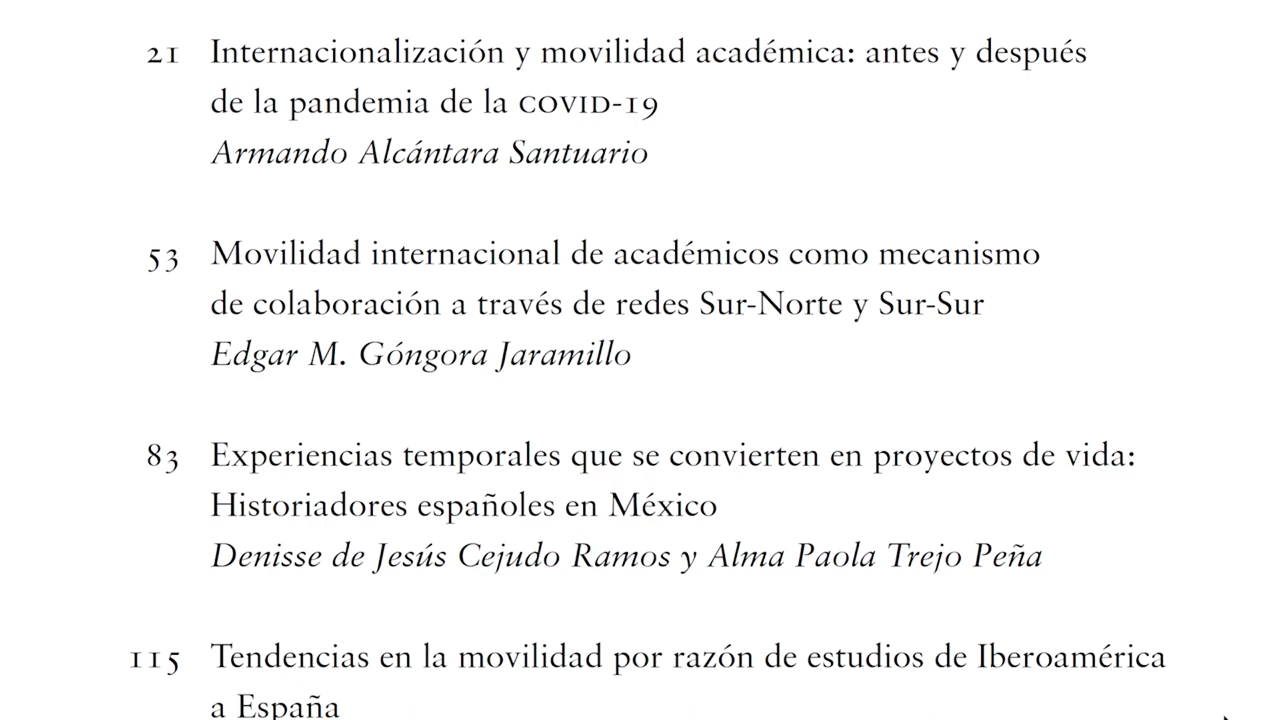 21 Internacionalización y movilidad académica: antes y después
de la pandemia de la COVID-19
Armando Alcántara Santuario
53 Movilidad internacional de académicos como mecanismo
de colaboración a través de redes Sur-Norte y Sur-Sur
Edgar M. Góngora Jaramillo
83 Experiencias temporales que se convierten en proyectos de vida:
Historiadores españoles en México
Denisse de Jesús Cejudo Ramos y Alma Paola Trejo Peña
115 Tendencias en la movilidad por razón de estudios de Iberoamérica
a España